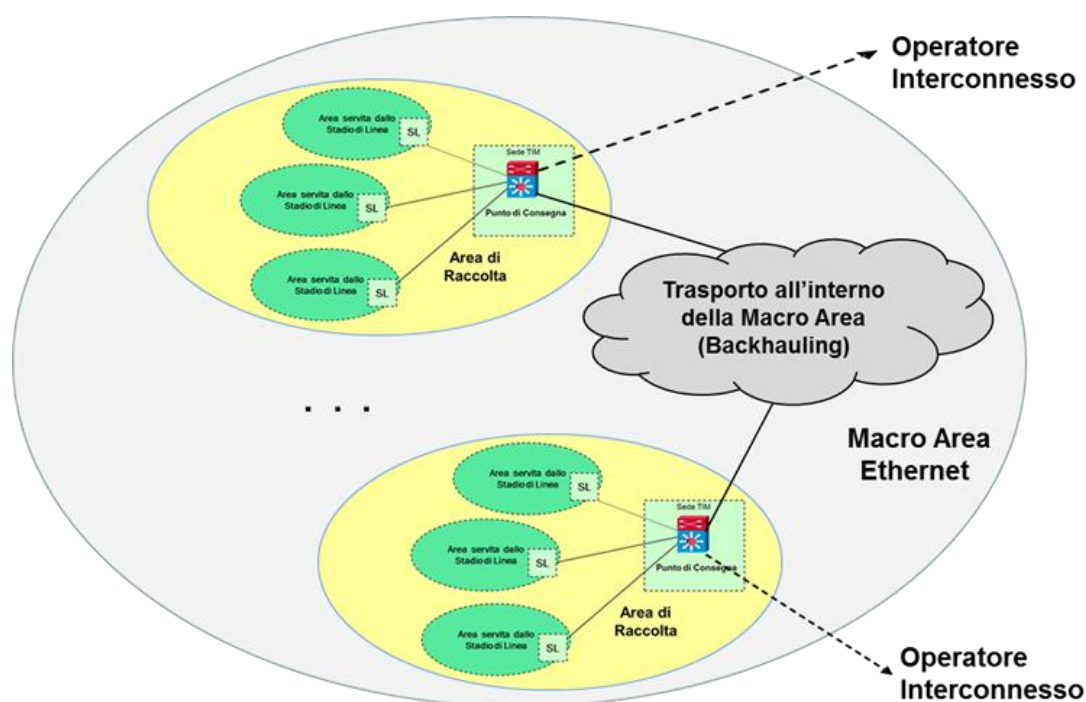 Operatore
Interconnesso
Area servita dallo
Stadio di Linea
SL
Sede TIM
Area servita dallo
Stadio di Linea
SL
Punto di Consegna
Area di
Raccolta
Area servita dallo
Stadio di Linea
SL
Trasporto all'interno
della Macro Area
(Backhauling)
. . .
Macro Area
Ethernet
Area servita dallo
Stadio di Linea
SL
Sede TIM
Area servita dallo
Stadio di Linea
SL
Punto di Consegna
Area di
Raccolta
Area servita dallo
Stadio di Linea
SL
Operatore
Interconnesso